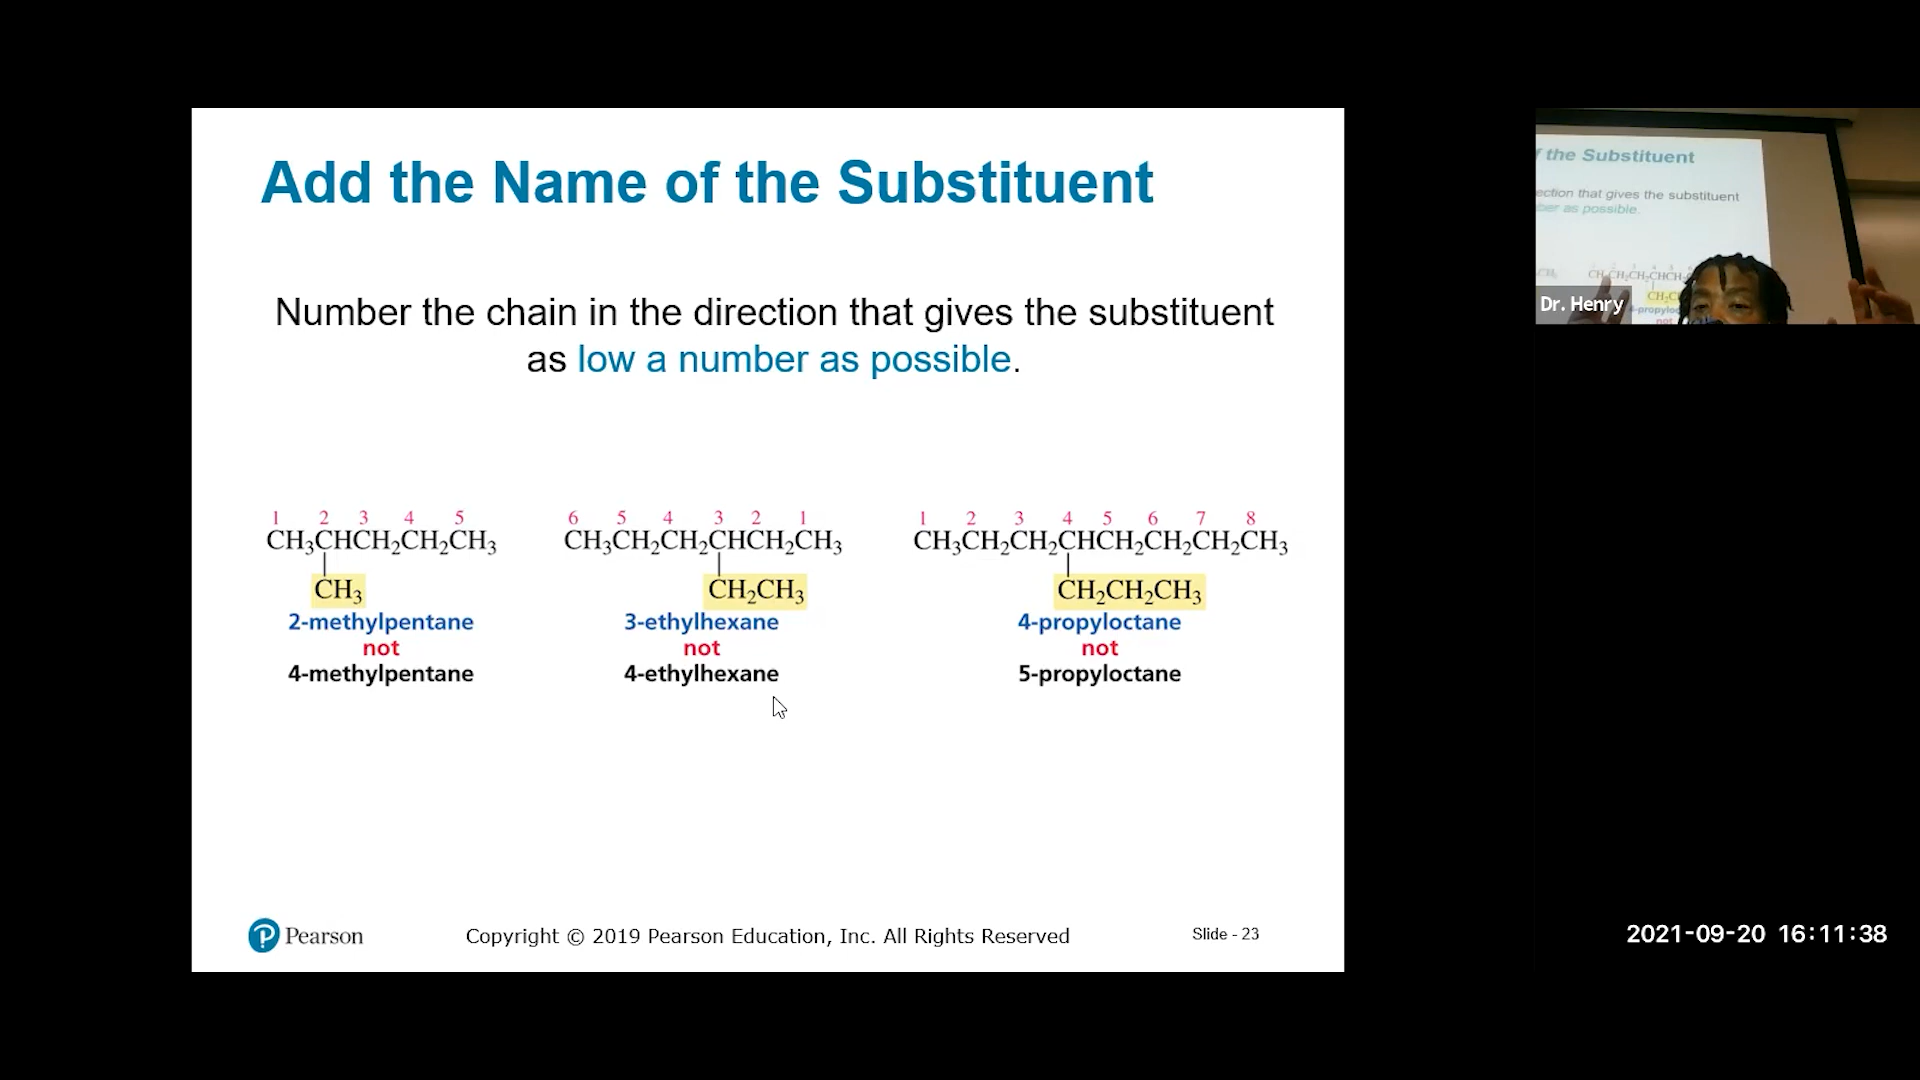 Add the Name of the Substituent
Number the chain in the direction that gives the substituent
as low a number as possible.
1 2 3 4 5
CH₃CHCH₂CH₂CH₃
CH₃
2-methylpentane
not
4-methylpentane
6 5 4 3 2 1
CH₃CH₂CH₂CHCH₂CH₃
CH₂CH₃
3-ethylhexane
not
4-ethylhexane
1 2 3 4 5 6 7 8
CH₃CH₂CH₂CHCH₂CH₂CH₂CH₃
CH₂CH₂CH₃
4-propyloctane
not
5-propyloctane
Pearson
Copyright © 2019 Pearson Education, Inc. All Rights Reserved
Slide - 23
the Substituent
ection that gives the substituent
ber as possible.
Dr. Henry
not
2021-09-20 16:11:38